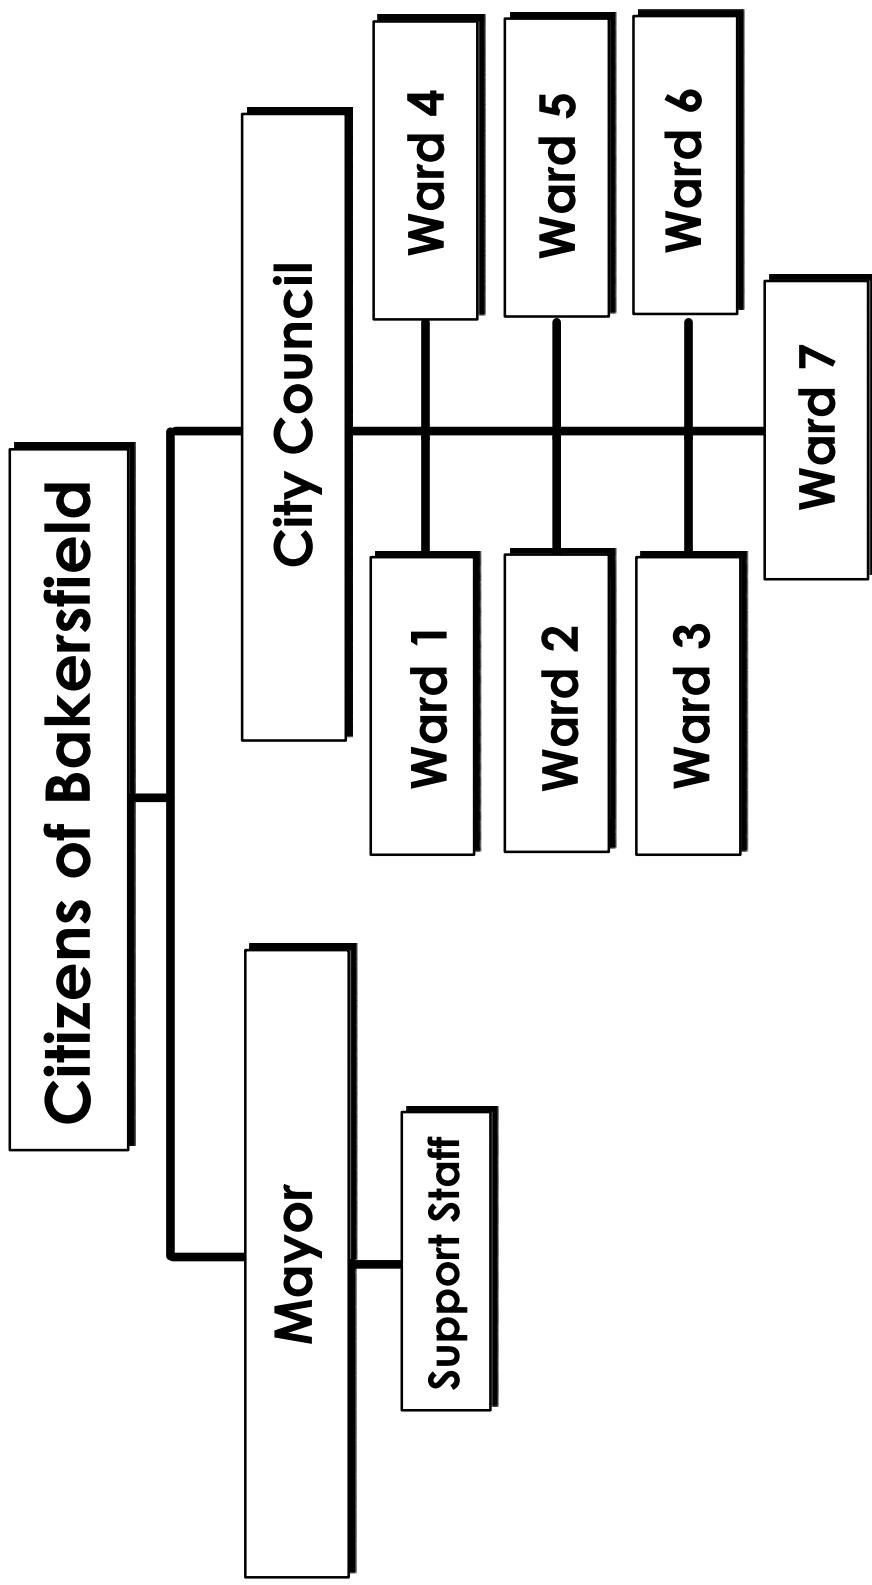 Citizens of Bakersfield
Mayor
City Council
Support Staff
Ward 1
Ward 4
Ward 2
Ward 5
Ward 3
Ward 6
Ward 7